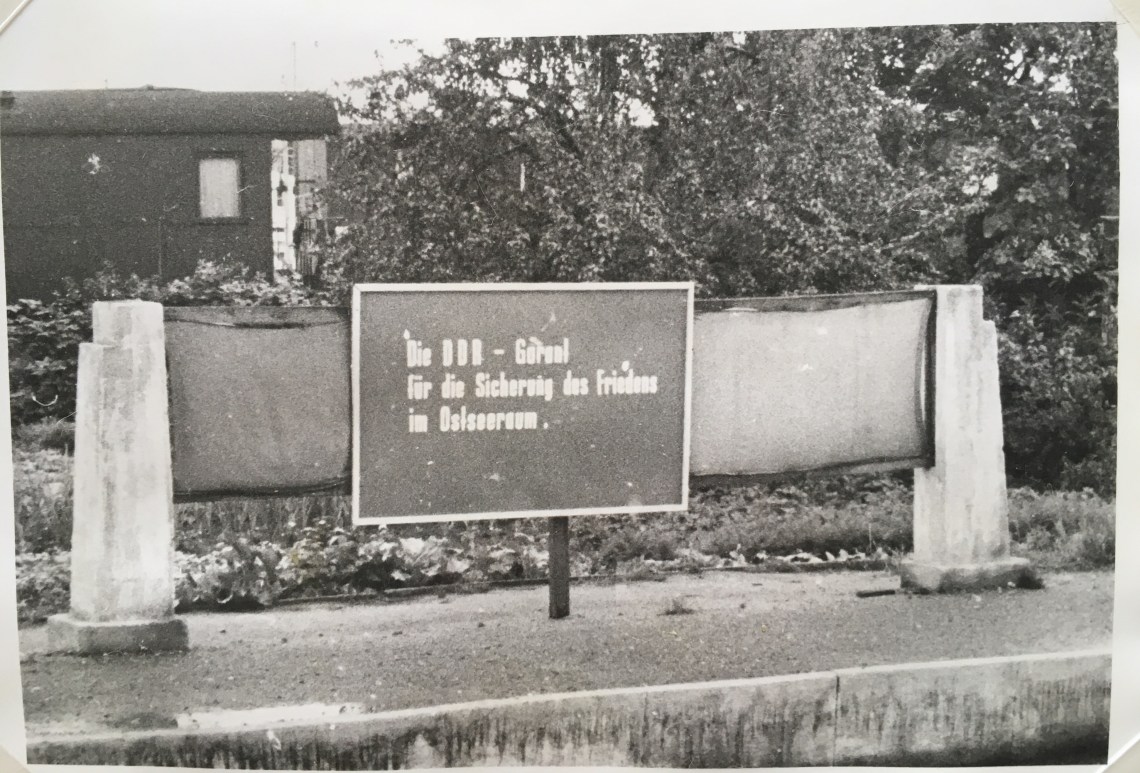 Die DDR - Garant
für die Sicherung des Friedens
im Ostseeraum.